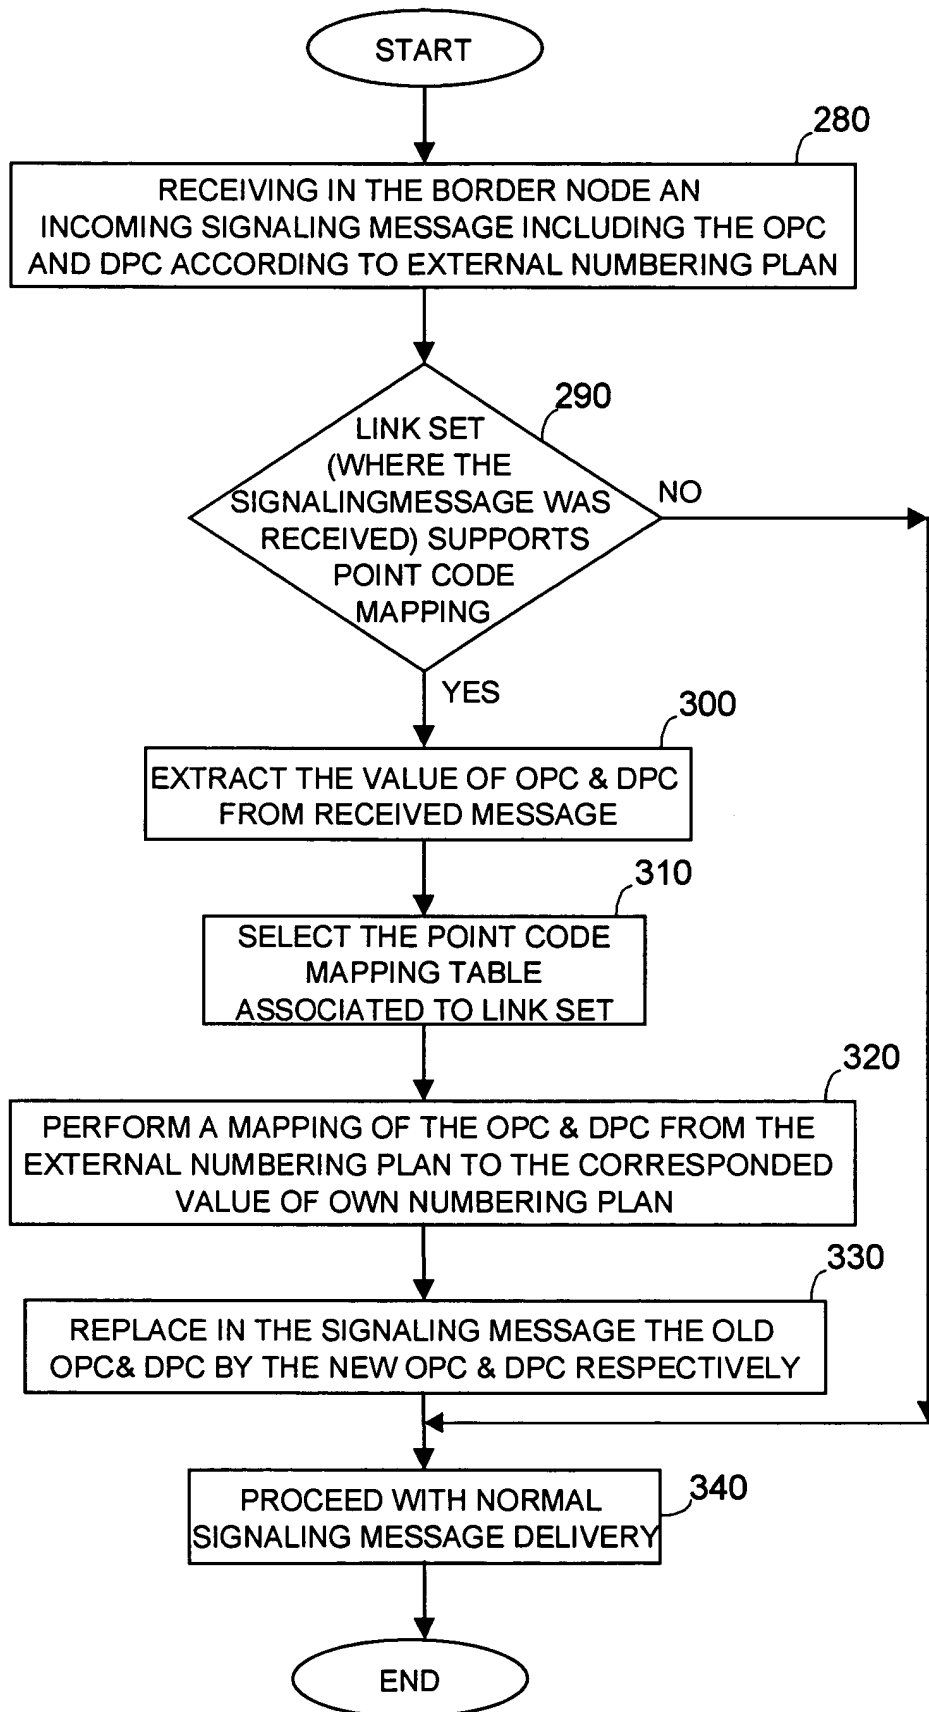 START
280
RECEIVING IN THE BORDER NODE AN
INCOMING SIGNALING MESSAGE INCLUDING THE OPC
AND DPC ACCORDING TO EXTERNAL NUMBERING PLAN
290
LINK SET
(WHERE THE
SIGNALINGMESSAGE WAS
RECEIVED) SUPPORTS
POINT CODE
MAPPING
NO
YES
300
EXTRACT THE VALUE OF OPC & DPC
FROM RECEIVED MESSAGE
310
SELECT THE POINT CODE
MAPPING TABLE
ASSOCIATED TO LINK SET
320
PERFORM A MAPPING OF THE OPC & DPC FROM THE
EXTERNAL NUMBERING PLAN TO THE CORRESPONDED
VALUE OF OWN NUMBERING PLAN
330
REPLACE IN THE SIGNALING MESSAGE THE OLD
OPC& DPC BY THE NEW OPC & DPC RESPECTIVELY
340
PROCEED WITH NORMAL
SIGNALING MESSAGE DELIVERY
END